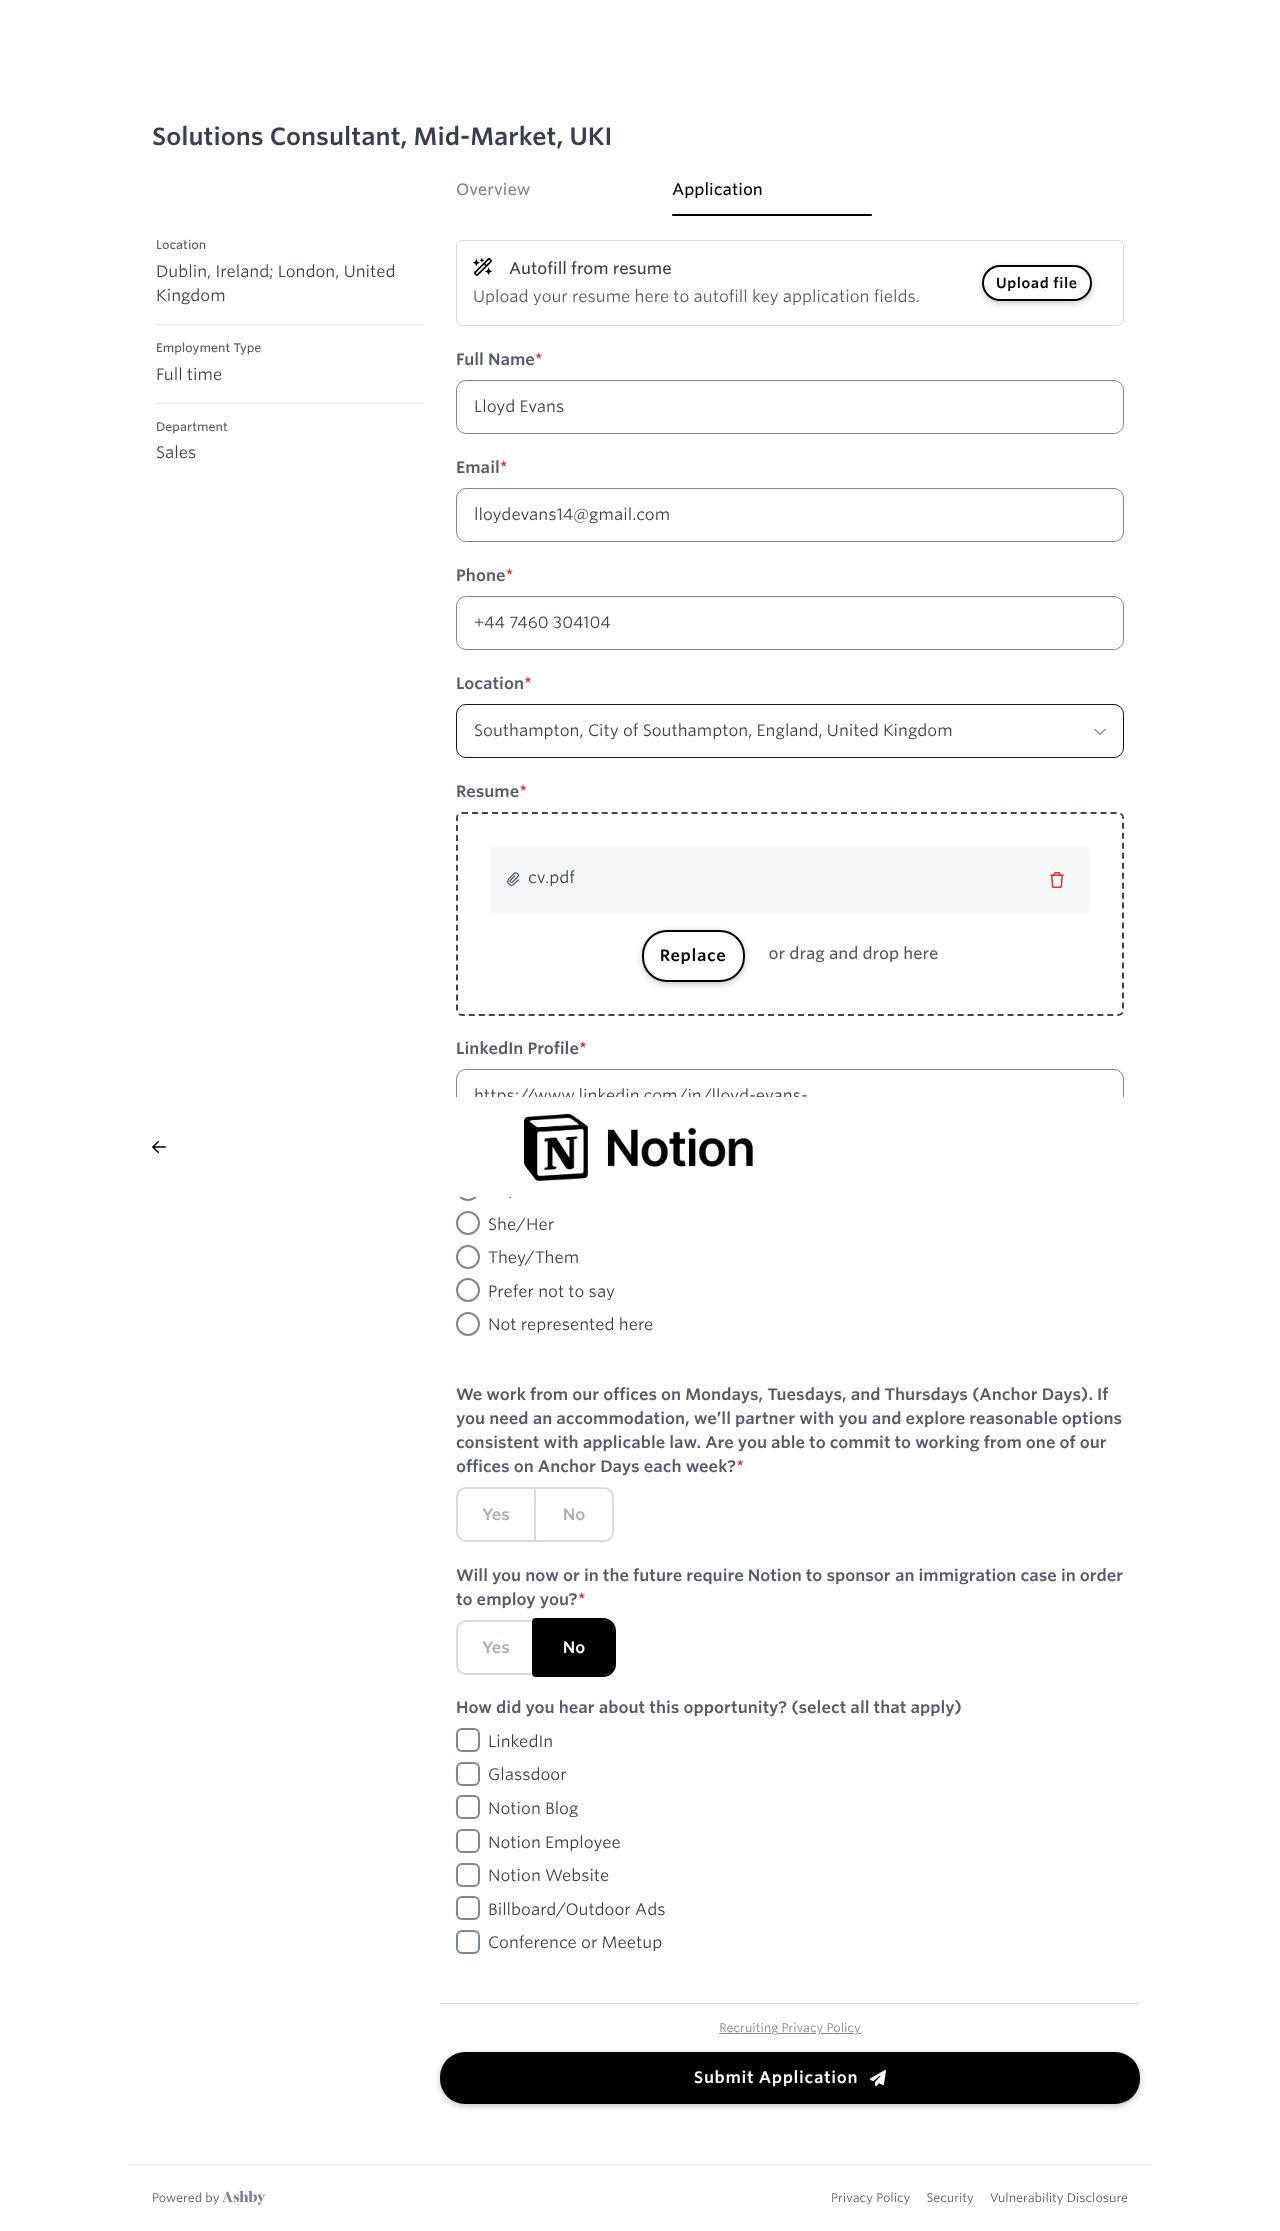 Solutions Consultant, Mid-Market, UKI
Overview
Application
Location
Dublin, Ireland; London, United
Kingdom
Employment Type
Full time
Department
Sales
Autofill from resume
Upload your resume here to autofill key application fields.
Upload file
Full Name*
Lloyd Evans
Email*
lloydevans14@gmail.com
Phone*
+44 7460 304104
Location*
Southampton, City of Southampton, England, United Kingdom
Resume*
cv.pdf
Replace
or drag and drop here
LinkedIn Profile*
https://www.linkedin.com/in/lloyd-evans-
Notion
She/Her
They/Them
Prefer not to say
Not represented here
We work from our offices on Mondays, Tuesdays, and Thursdays (Anchor Days). If
you need an accommodation, we’ll partner with you and explore reasonable options
consistent with applicable law. Are you able to commit to working from one of our
offices on Anchor Days each week?*
Yes
No
Will you now or in the future require Notion to sponsor an immigration case in order
to employ you?*
Yes
No
How did you hear about this opportunity? (select all that apply)
LinkedIn
Glassdoor
Notion Blog
Notion Employee
Notion Website
Billboard/Outdoor Ads
Conference or Meetup
Recruiting Privacy Policy
Submit Application
Powered by Ashby
Privacy Policy
Security
Vulnerability Disclosure